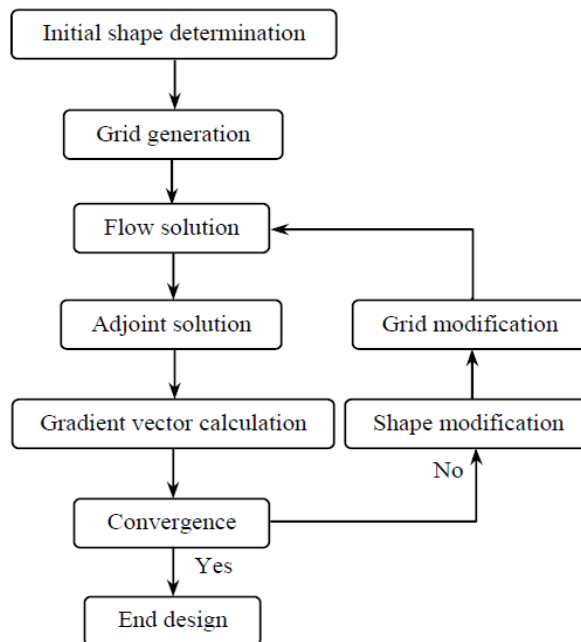 Initial shape determination
Grid generation
Flow solution
Adjoint solution
Grid modification
Gradient vector calculation
Shape modification
No
Convergence
Yes
End design